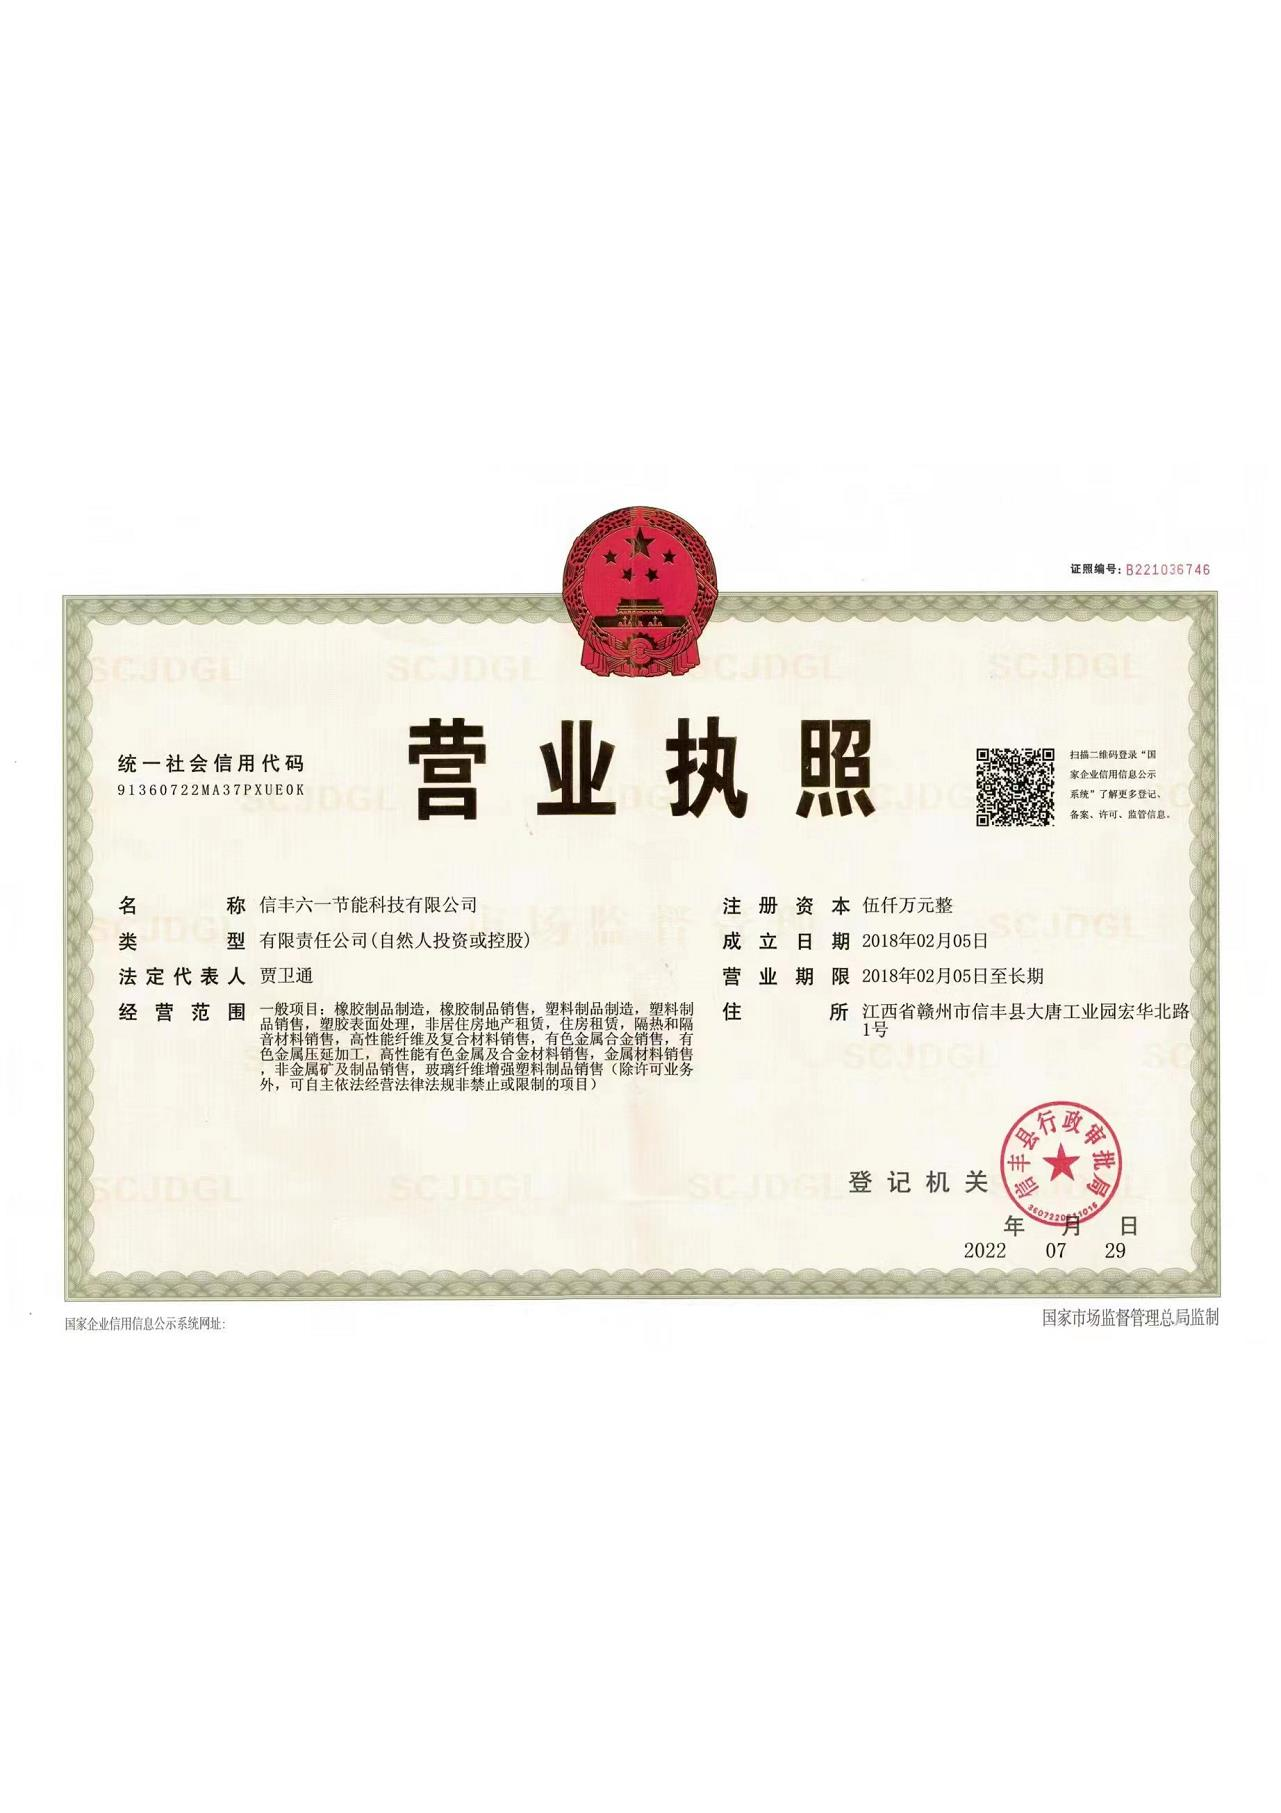 证照编号：B221036746
营业执照
统一社会信用代码
91360722MA37PXUE0K
扫描二维码登录“国
家企业信用信息公示
系统”了解更多登记、
备案、许可、监管信息。
名称 信丰六一节能科技有限公司
类型 有限责任公司(自然人投资或控股)
法定代表人 贾卫通
经营范围 一般项目：橡胶制品制造，橡胶制品销售，塑料制品制造，塑料制
品销售，塑胶表面处理，非居住房地产租赁，住房租赁，隔热和隔
音材料销售，高性能纤维及复合材料销售，有色金属合金销售，有
色金属压延加工，高性能有色金属及合金材料销售，金属材料销售
，非金属矿及制品销售，玻璃纤维增强塑料制品销售（除许可业务
外，可自主依法经营法律法规非禁止或限制的项目）
注册资本 伍仟万元整
成立日期 2018年02月05日
营业期限 2018年02月05日至长期
住所 江西省赣州市信丰县大唐工业园宏华北路
1号
登记机关
信丰县行政审批局
年 月 日
2022 07 29
国家企业信用信息公示系统网址：
国家市场监督管理总局监制
SCJDGL